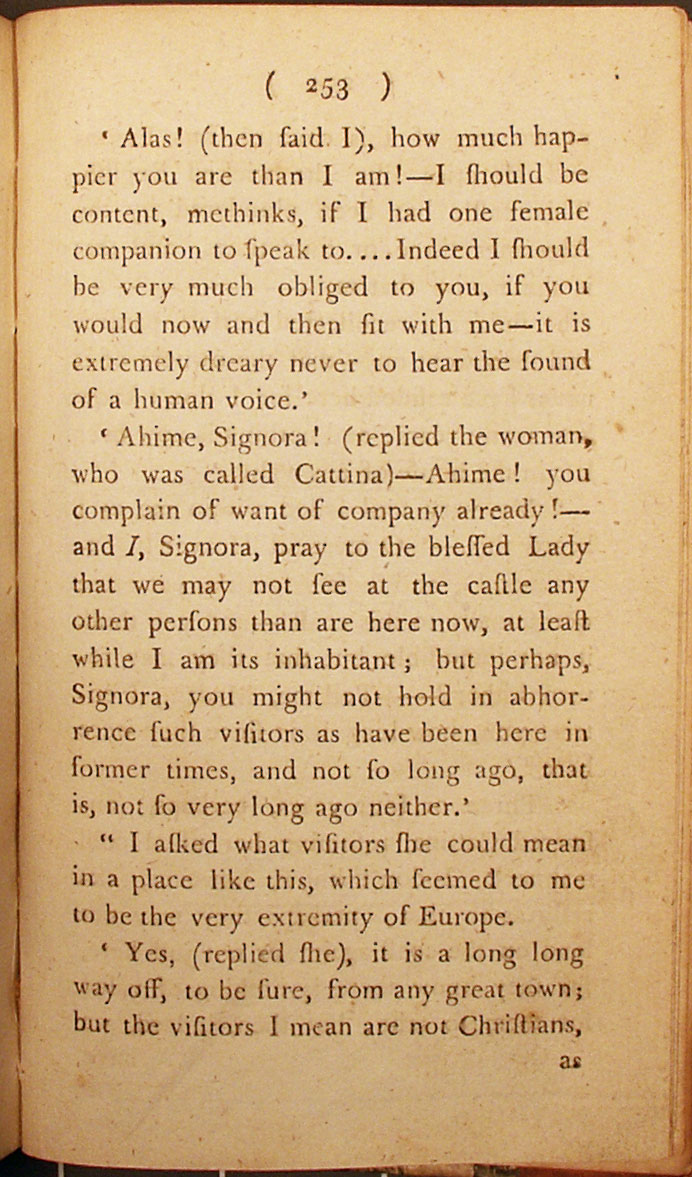 ( 253 )
‘ Alas! (then ſaid I), how much hap-
pier you are than I am!—I ſhould be
content, methinks, if I had one female
companion to ſpeak to....Indeed I ſhould
be very much obliged to you, if you
would now and then ſit with me—it is
extremely dreary never to hear the ſound
of a human voice.’
‘ Ahime, Signora! (replied the woman,
who was called Cattina)—Ahime! you
complain of want of company already!—
and I, Signora, pray to the bleſſed Lady
that we may not ſee at the caſtle any
other perſons than are here now, at leaſt
while I am its inhabitant; but perhaps,
Signora, you might not hold in abhor-
rence ſuch viſitors as have been here in
former times, and not ſo long ago, that
is, not ſo very long ago neither.’
“ I aſked what viſitors ſhe could mean
in a place like this, which ſeemed to me
to be the very extremity of Europe.
‘ Yes, (replied ſhe), it is a long long
way off, to be ſure, from any great town;
but the viſitors I mean are not Chriſtians,
as